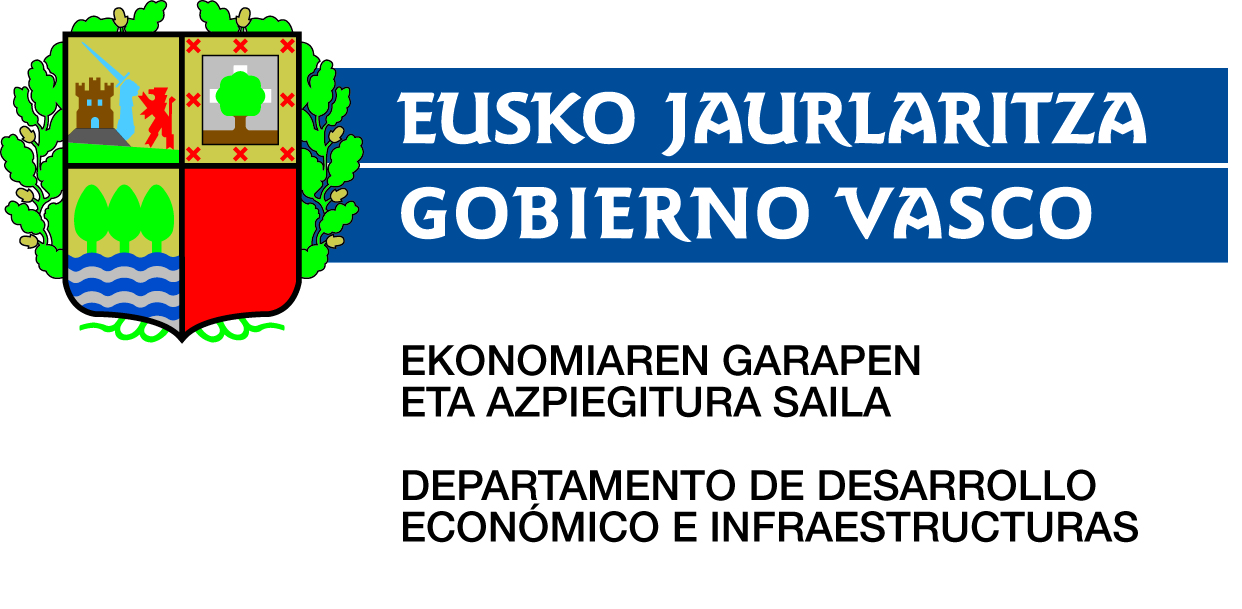 EUSKO JAURLARITZA
GOBIERNO VASCO
EKONOMIAREN GARAPEN
ETA AZPIEGITURA SAILA
DEPARTAMENTO DE DESARROLLO
ECONÓMICO E INFRAESTRUCTURAS